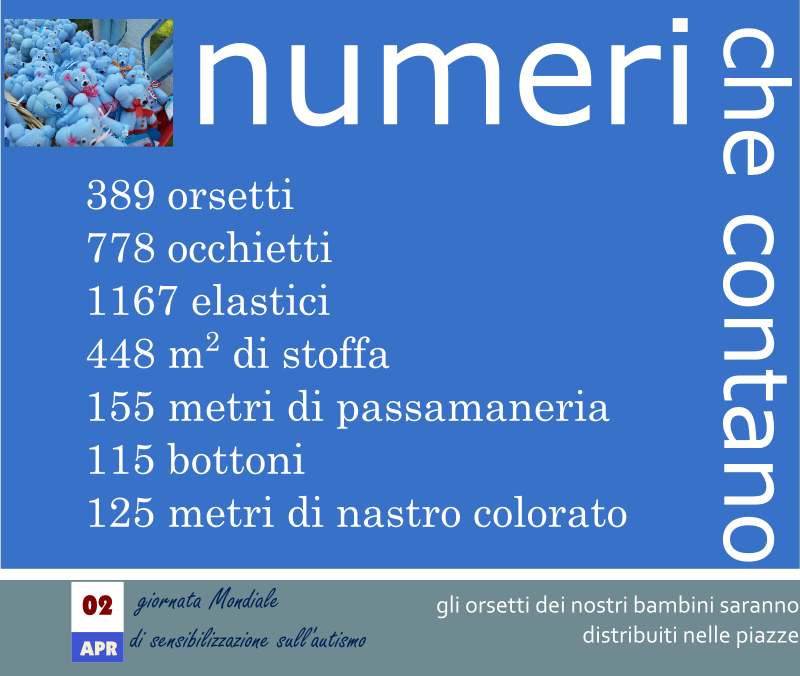 numeri
che contano
389 orsetti
778 occhietti
1167 elastici
448 m² di stoffa
155 metri di passamaneria
115 bottoni
125 metri di nastro colorato
02
APR
giornata Mondiale
di sensibilizzazione sull'autismo
gli orsetti dei nostri bambini saranno
distribuiti nelle piazze